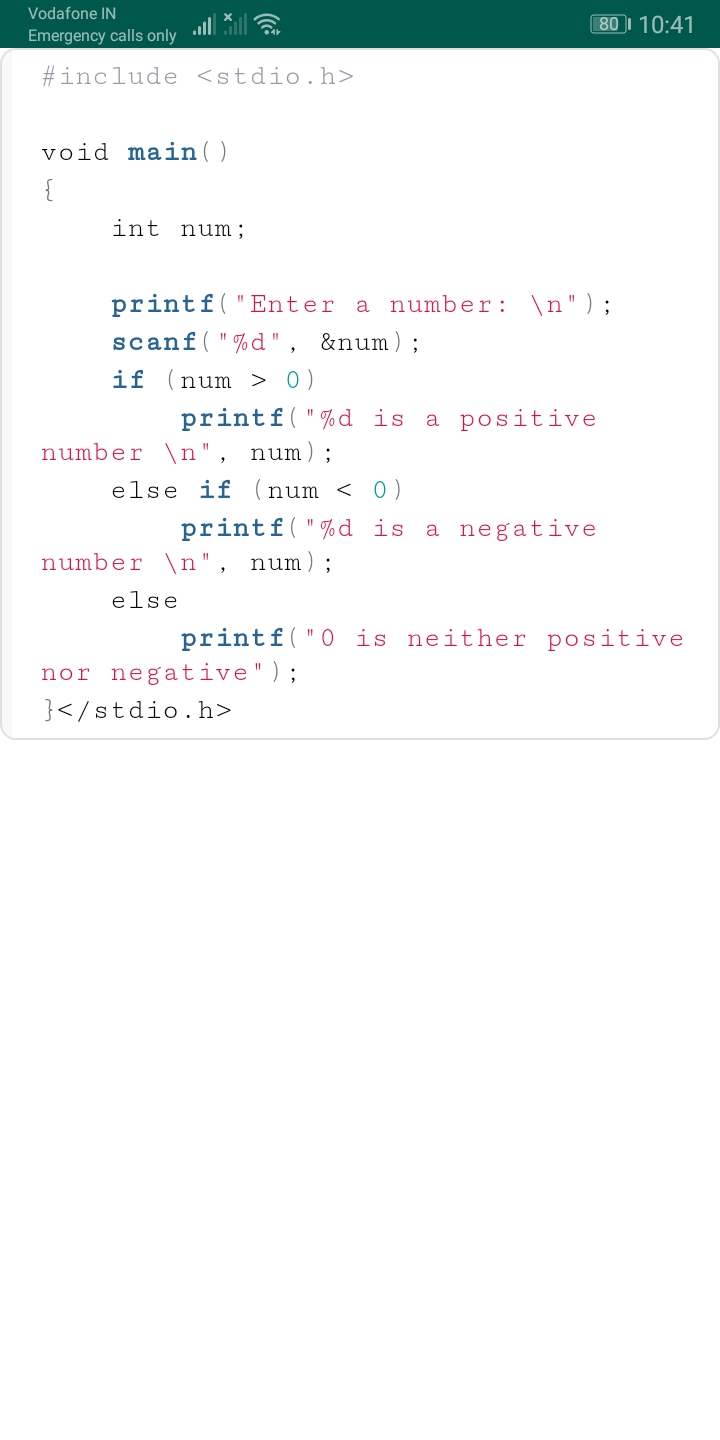 Vodafone IN
Emergency calls only
80 10:41
#include <stdio.h>
void main()
{
int num;
printf("Enter a number: \n");
scanf("%d", &num);
if (num > 0)
printf("%d is a positive
number \n", num);
else if (num < 0)
printf("%d is a negative
number \n", num);
else
printf("0 is neither positive
nor negative");
}</stdio.h>